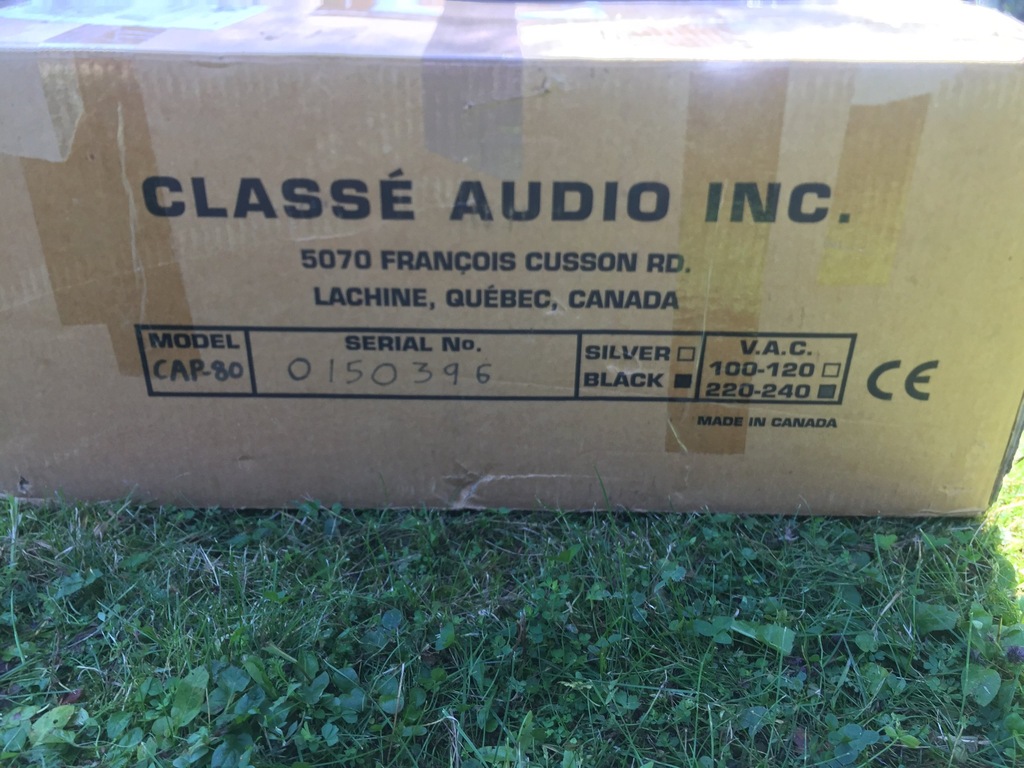 CLASSÉ AUDIO INC.
5070 FRANÇOIS CUSSON RD.
LACHINE, QUÉBEC, CANADA
MODEL
CAP-80
SERIAL No.
0150396
SILVER
BLACK
V.A.C.
100-120
220-240
CE
MADE IN CANADA